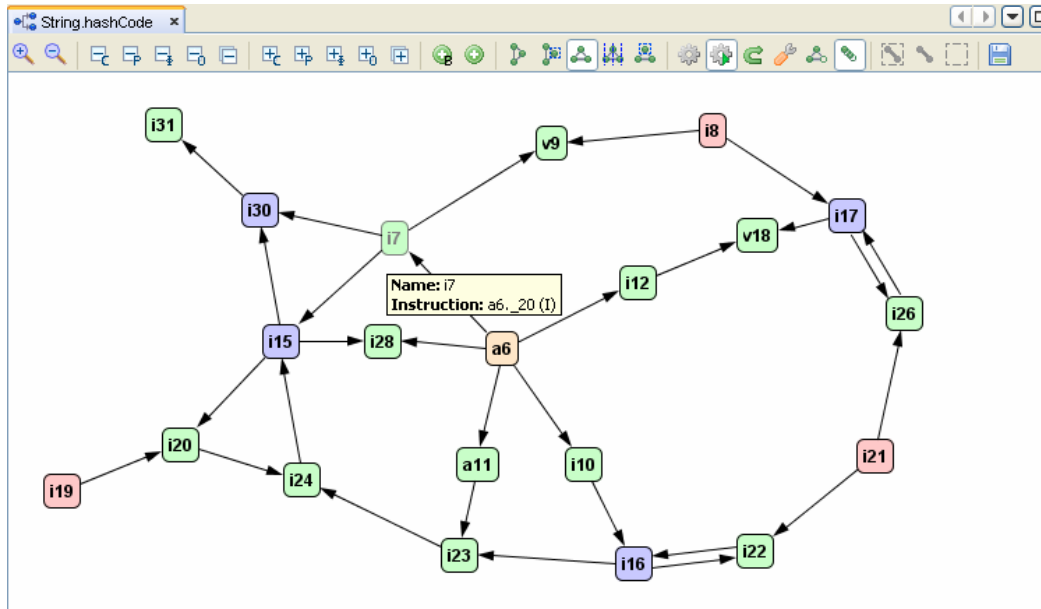 String.hashCode
i31
v9
i8
i30
i7
v18
i17
Name: i7
Instruction: a6._20 (I)
i12
i26
i15
i28
a6
i20
a11
i10
i21
i19
i24
i23
i16
i22